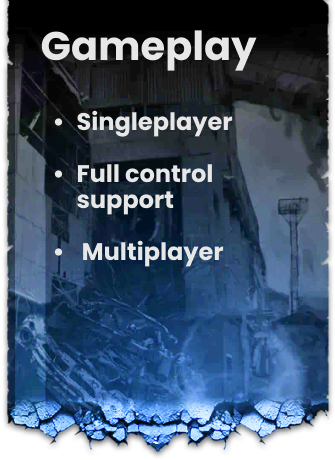 Gameplay
• Singleplayer
• Full control
support
• Multiplayer